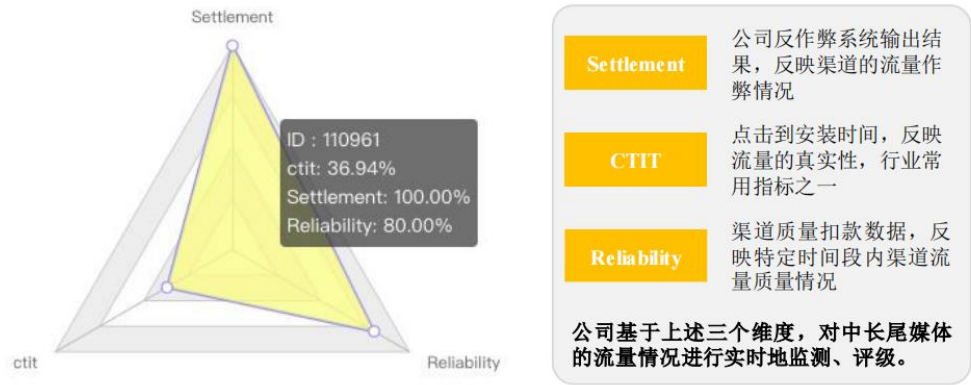 Settlement
ID : 110961
ctit: 36.94%
Settlement: 100.00%
Reliability: 80.00%
ctit
Reliability
Settlement
公司反作弊系统输出结
果，反映渠道的流量作
弊情况
CTIT
点击到安装时间，反映
流量的真实性，行业常
用指标之一
Reliability
渠道质量扣款数据，反
映特定时间段内渠道流
量质量情况
公司基于上述三个维度，对中长尾媒体
的流量情况进行实时地监测、评级。